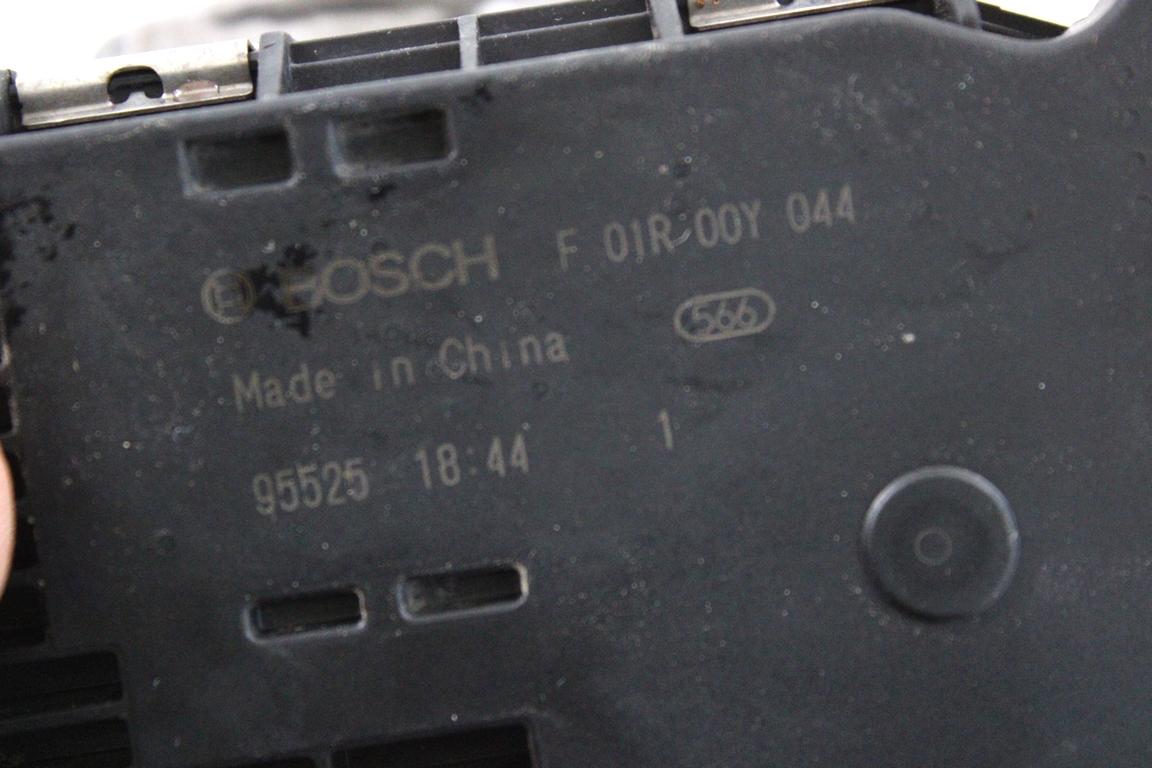 BOSCH F 01R 00Y 044
566
Made in China
95525 18:44 1